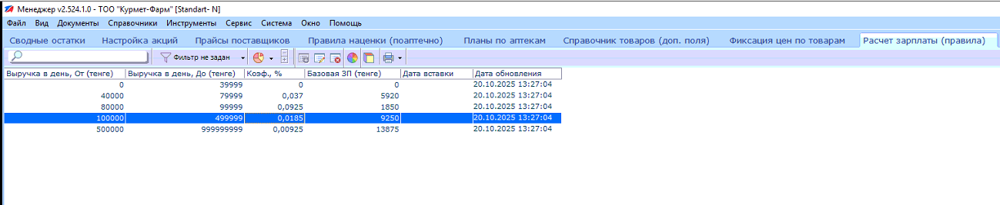 Менеджер v2.524.1.0 - ТОО "Курмет-Фарм" [Standart- N]
Файл Вид Документы Справочники Инструменты Сервис Система Окно Помощь
Сводные остатки Настройка акций Прайсы поставщиков Правила наценки (поаптечно) Планы по аптекам Справочник товаров (доп. поля) Фиксация цен по товарам Расчет зарплаты (правила)
Фильтр не задан
Выручка в день, От (тенге) Выручка в день, До (тенге) Коэф., % Базовая ЗП (тенге) Дата вставки Дата обновления
0 39999 0 0 20.10.2025 13:27:04
40000 79999 0,037 5920 20.10.2025 13:27:04
80000 99999 0,0925 1850 20.10.2025 13:27:04
100000 499999 0,0185 9250 20.10.2025 13:27:04
500000 999999999 0,00925 13875 20.10.2025 13:27:04